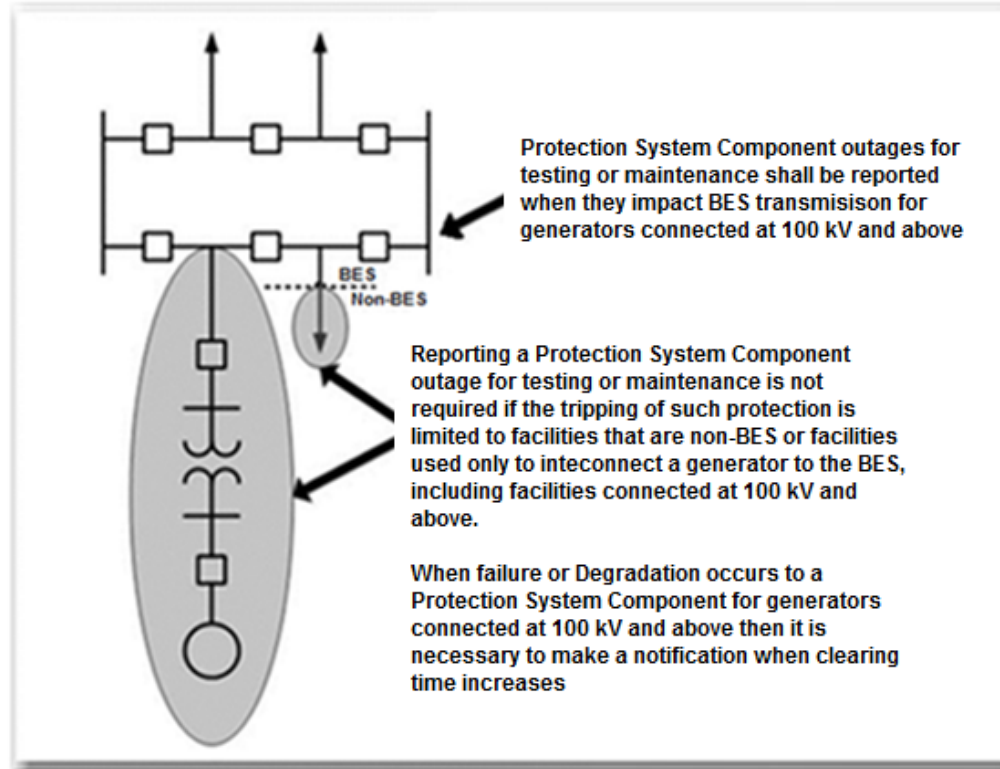 Protection System Component outages for
testing or maintenance shall be reported
when they impact BES transmisison for
generators connected at 100 kV and above
BES
Non-BES
Reporting a Protection System Component
outage for testing or maintenance is not
required if the tripping of such protection is
limited to facilities that are non-BES or facilities
used only to inteconnect a generator to the BES,
including facilities connected at 100 kV and
above.
When failure or Degradation occurs to a
Protection System Component for generators
connected at 100 kV and above then it is
necessary to make a notification when clearing
time increases